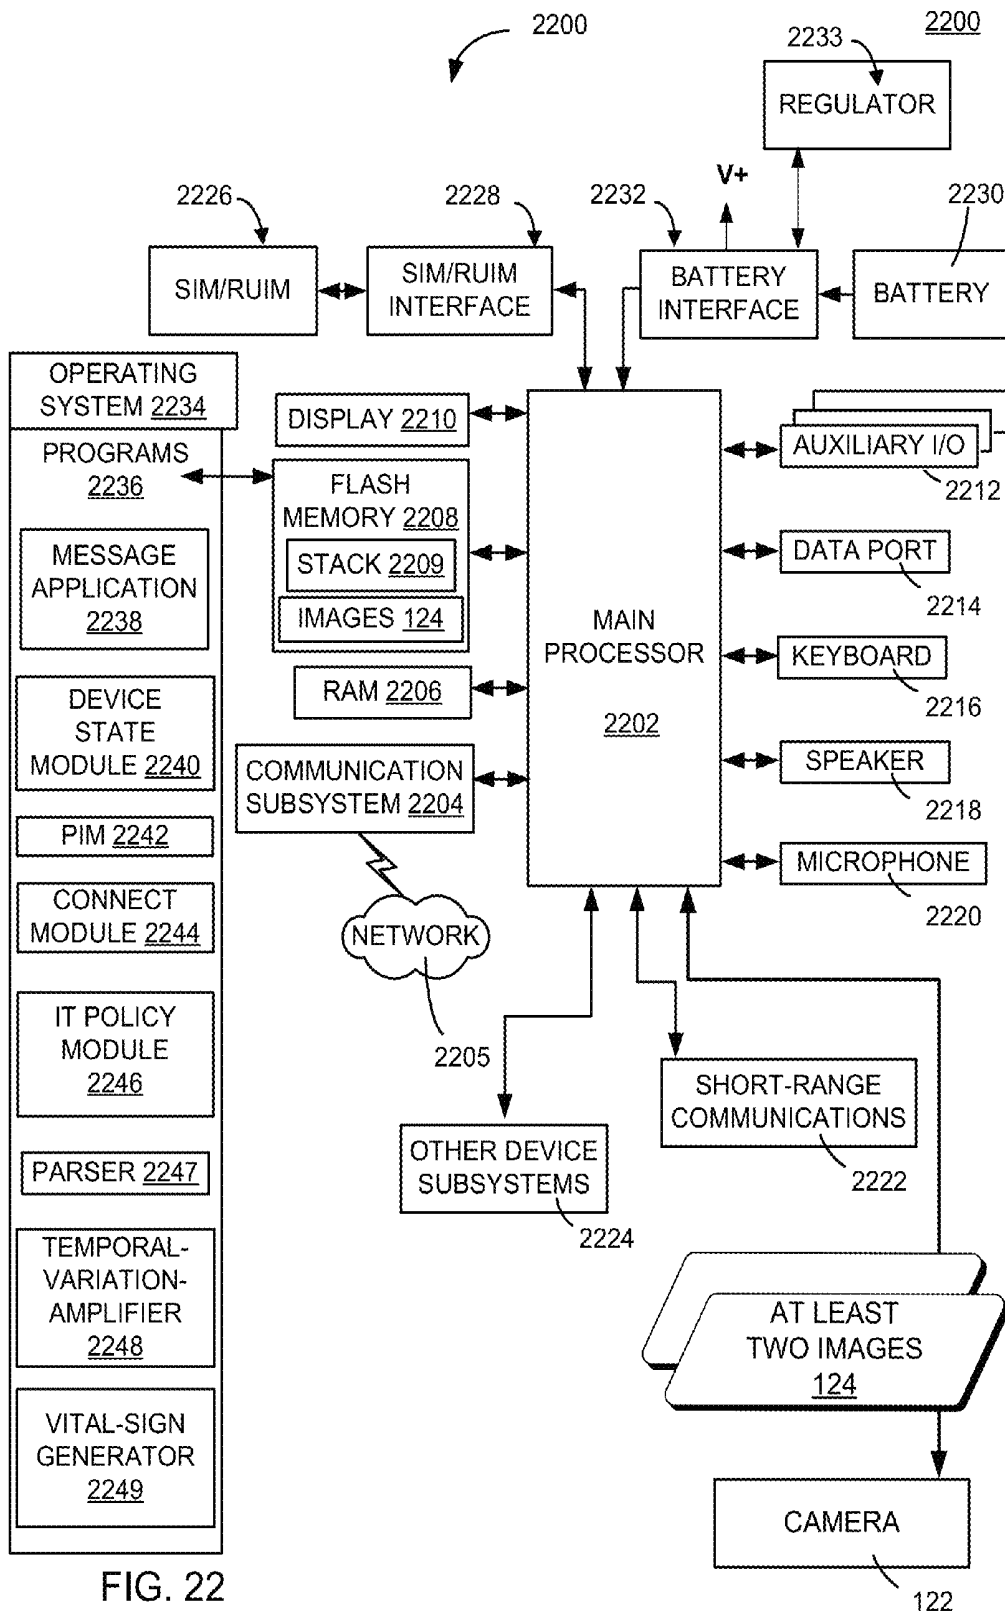 2200
2200
2233
REGULATOR
V+
2226
2228
2232
2230
SIM/RUIM
SIM/RUIM
INTERFACE
BATTERY
INTERFACE
BATTERY
OPERATING
SYSTEM 2234
PROGRAMS
2236
MESSAGE
APPLICATION
2238
DEVICE
STATE
MODULE 2240
PIM 2242
CONNECT
MODULE 2244
IT POLICY
MODULE
2246
PARSER 2247
TEMPORAL-
VARIATION-
AMPLIFIER
2248
VITAL-SIGN
GENERATOR
2249
DISPLAY 2210
FLASH
MEMORY 2208
STACK 2209
IMAGES 124
RAM 2206
COMMUNICATION
SUBSYSTEM 2204
NETWORK
2205
MAIN
PROCESSOR
2202
AUXILIARY I/O
2212
DATA PORT
2214
KEYBOARD
2216
SPEAKER
2218
MICROPHONE
2220
SHORT-RANGE
COMMUNICATIONS
2222
OTHER DEVICE
SUBSYSTEMS
2224
AT LEAST
TWO IMAGES
124
CAMERA
122
FIG. 22